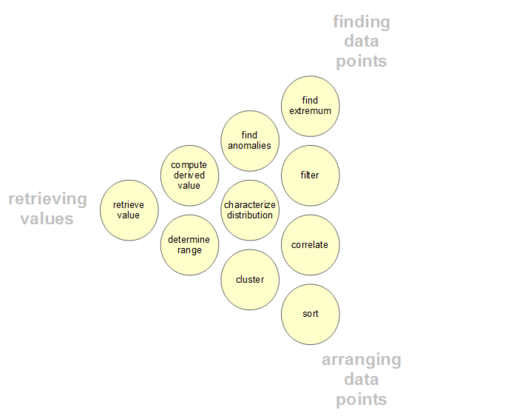 finding
data
points
find
extremum
find
anomalies
compute
derived
value
filter
retrieving
values
retrieve
value
characterize
distribution
determine
range
correlate
cluster
sort
arranging
data
points